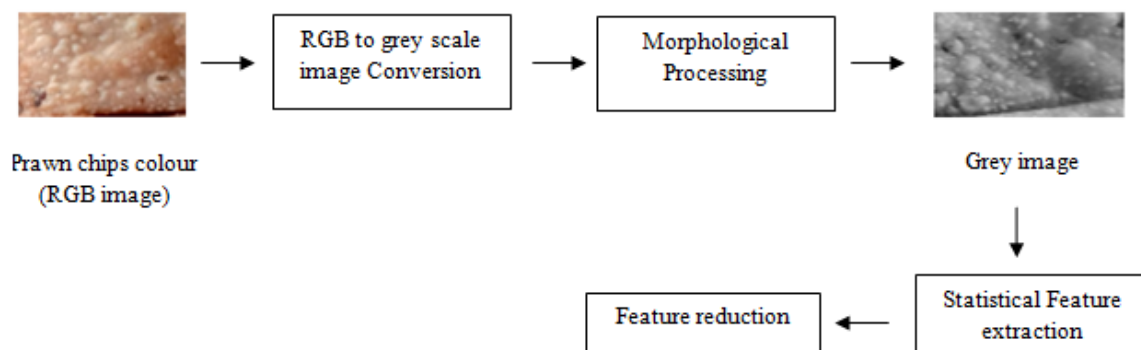 RGB to grey scale
image Conversion
Morphological
Processing
Prawn chips colour
(RGB image)
Grey image
Statistical Feature
extraction
Feature reduction